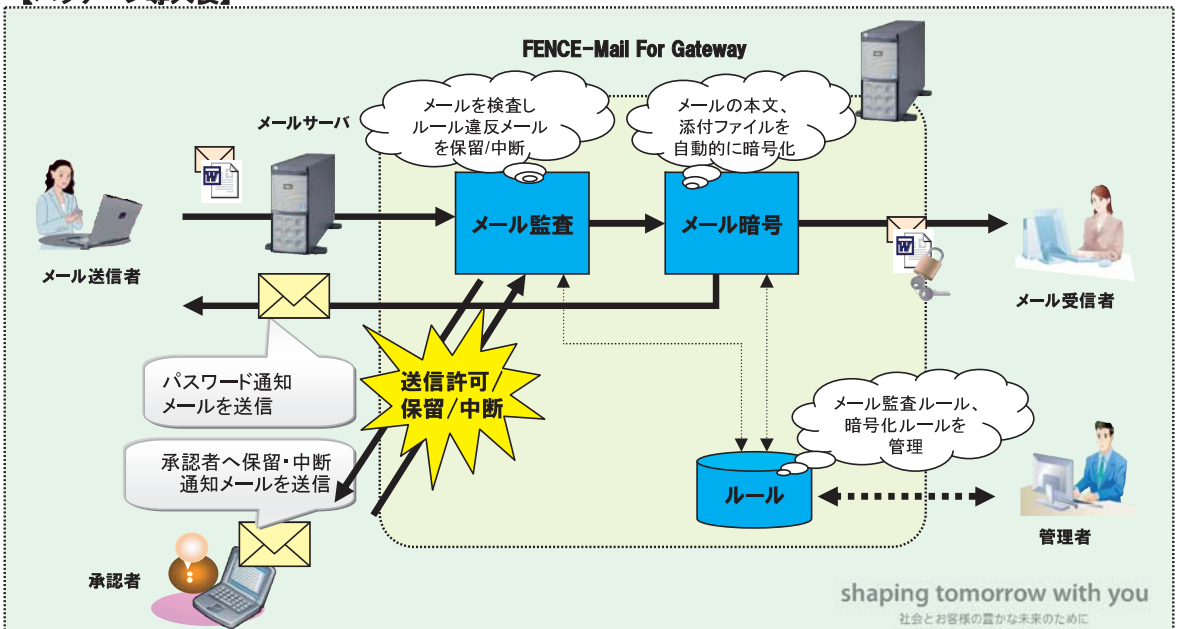 FENCE-Mail For Gateway
メールを検査し
ルール違反メール
を保留/中断
メールの本文、
添付ファイルを
自動的に暗号化
メールサーバ
W
メール監査
メール暗号
W
メール送信者
メール受信者
パスワード通知
メールを送信
送信許可/
保留/中断
メール監査ルール、
暗号化ルールを
管理
承認者へ保留・中断
通知メールを送信
ルール
管理者
承認者
shaping tomorrow with you
社会とお客様の豊かな未来のために